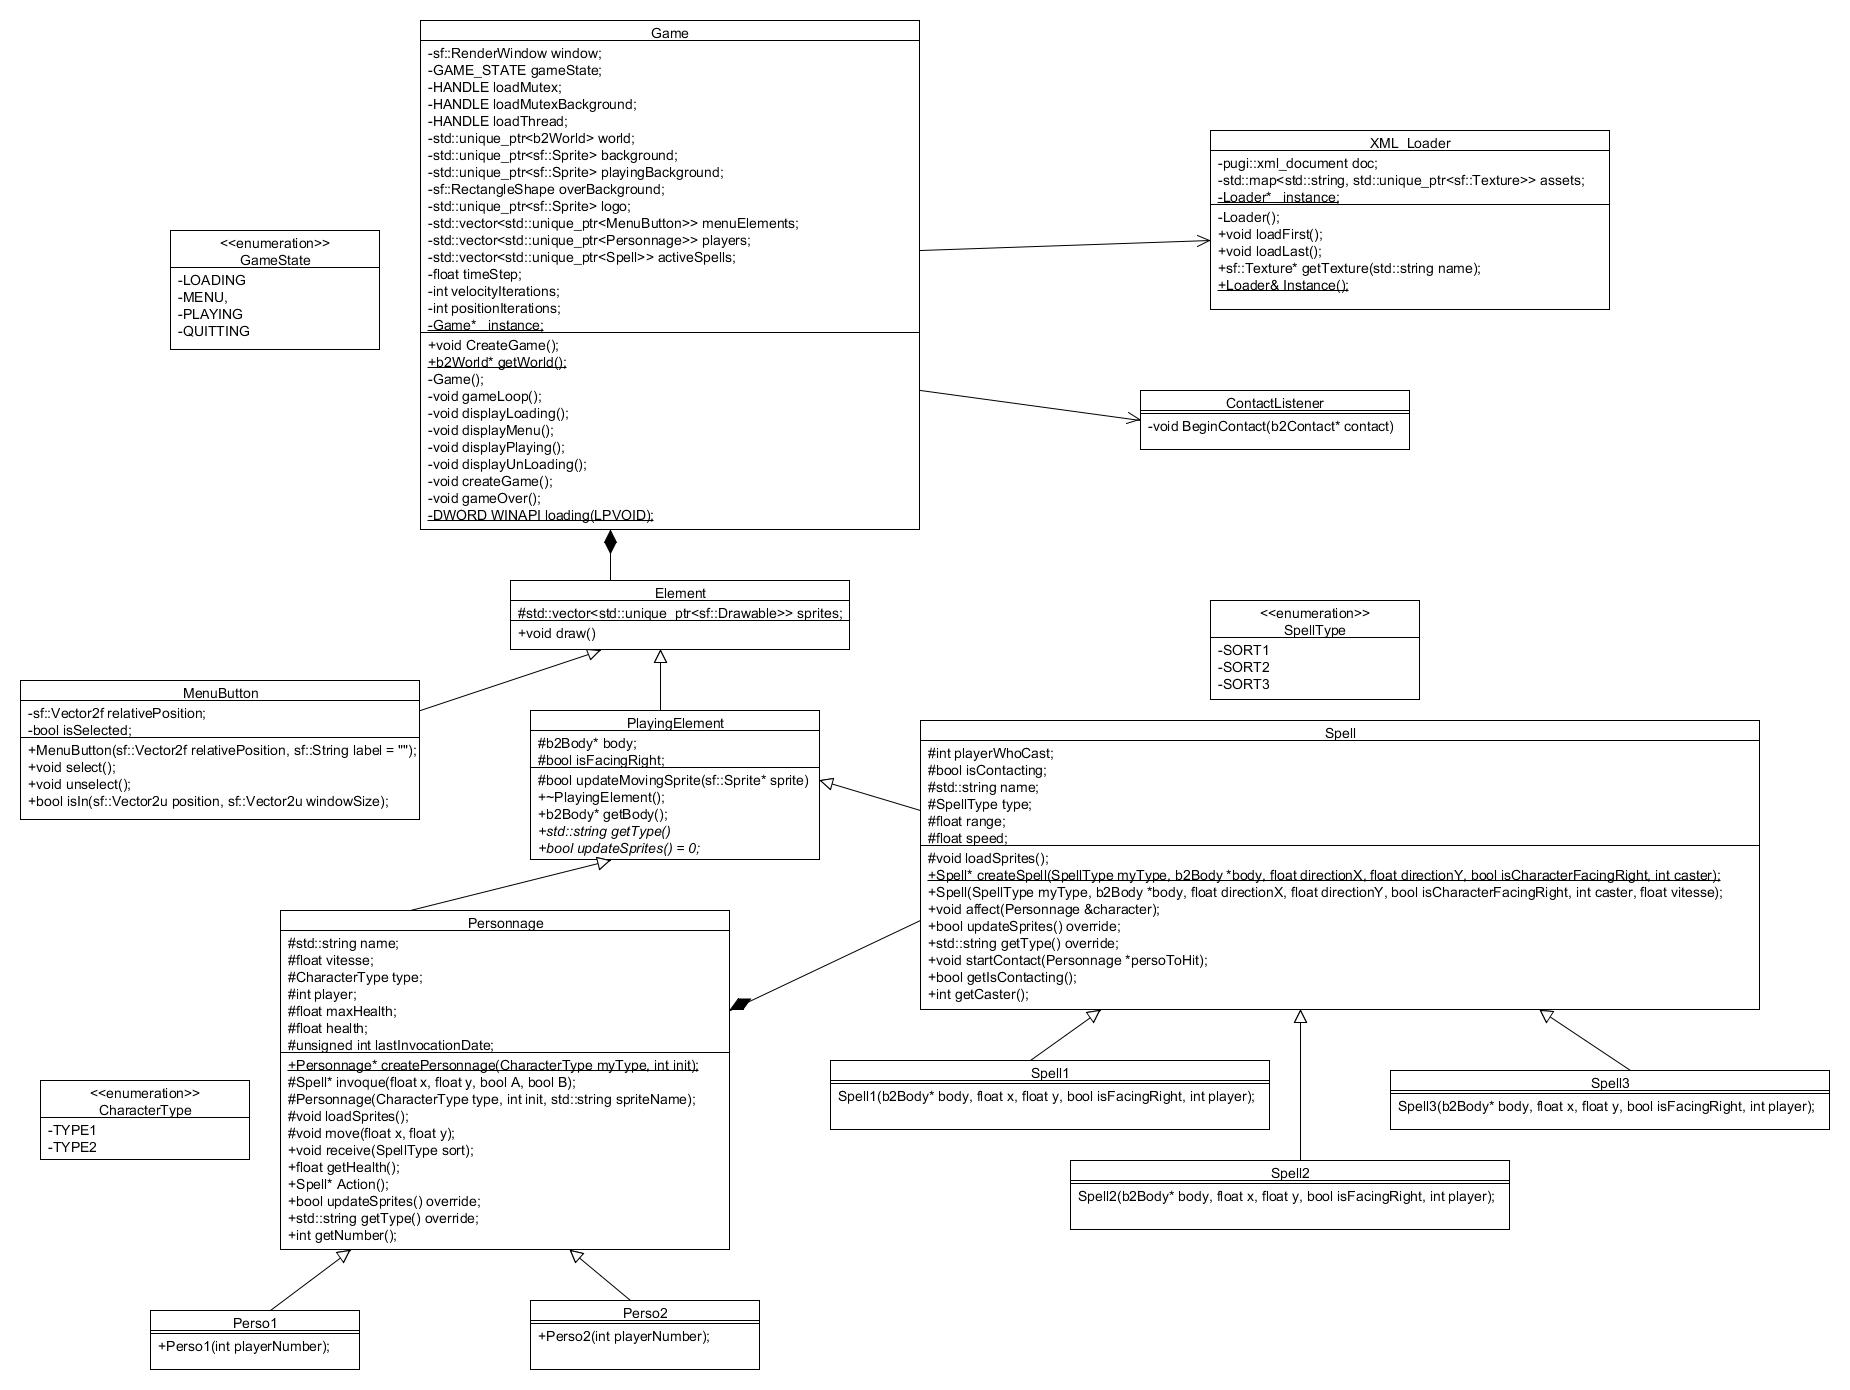 Game
-sf::RenderWindow window;
-GAME_STATE gameState;
-HANDLE loadMutex;
-HANDLE loadMutexBackground;
-HANDLE loadThread;
-std::unique_ptr<b2World> world;
-std::unique_ptr<sf::Sprite> background;
-std::unique_ptr<sf::Sprite> playingBackground;
-sf::RectangleShape overBackground;
-std::unique_ptr<sf::Sprite> logo;
-std::vector<std::unique_ptr<MenuButton>> menuElements;
-std::vector<std::unique_ptr<Personnage>> players;
-std::vector<std::unique_ptr<Spell>> activeSpells;
-float timeStep;
-int velocityIterations;
-int positionIterations;
-Game* _instance;
+void CreateGame();
+b2World* getWorld();
-Game();
-void gameLoop();
-void displayLoading();
-void displayMenu();
-void displayPlaying();
-void displayUnLoading();
-void createGame();
-void gameOver();
-DWORD WINAPI loading(LPVOID);
XML_Loader
-pugi::xml_document doc;
-std::map<std::string, std::unique_ptr<sf::Texture>> assets;
-Loader* _instance;
-Loader();
+void loadFirst();
+void loadLast();
+sf::Texture* getTexture(std::string name);
+Loader& Instance();
<<enumeration>>
GameState
-LOADING
-MENU,
-PLAYING
-QUITTING
ContactListener
-void BeginContact(b2Contact* contact)
Element
#std::vector<std::unique_ptr<sf::Drawable>> sprites;
+void draw()
<<enumeration>>
SpellType
-SORT1
-SORT2
-SORT3
MenuButton
-sf::Vector2f relativePosition;
-bool isSelected;
+MenuButton(sf::Vector2f relativePosition, sf::String label = "");
+void select();
+void unselect();
+bool isIn(sf::Vector2u position, sf::Vector2u windowSize);
PlayingElement
#b2Body* body;
#bool isFacingRight;
#bool updateMovingSprite(sf::Sprite* sprite)
+~PlayingElement();
+b2Body* getBody();
+std::string getType()
+bool updateSprites() = 0;
Spell
#int playerWhoCast;
#bool isContacting;
#std::string name;
#SpellType type;
#float range;
#float speed;
#void loadSprites();
+Spell* createSpell(SpellType myType, b2Body *body, float directionX, float directionY, bool isCharacterFacingRight, int caster);
+Spell(SpellType myType, b2Body *body, float directionX, float directionY, bool isCharacterFacingRight, int caster, float vitesse);
+void affect(Personnage &character);
+bool updateSprites() override;
+std::string getType() override;
+void startContact(Personnage *persoToHit);
+bool getIsContacting();
+int getCaster();
Personnage
#std::string name;
#float vitesse;
#CharacterType type;
#int player;
#float maxHealth;
#float health;
#unsigned int lastInvocationDate;
+Personnage* createPersonnage(CharacterType myType, int init);
#Spell* invoque(float x, float y, bool A, bool B);
#Personnage(CharacterType type, int init, std::string spriteName);
#void loadSprites();
#void move(float x, float y);
+void receive(SpellType sort);
+float getHealth();
+Spell* Action();
+bool updateSprites() override;
+std::string getType() override;
+int getNumber();
<<enumeration>>
CharacterType
-TYPE1
-TYPE2
Spell1
Spell1(b2Body* body, float x, float y, bool isFacingRight, int player);
Spell3
Spell3(b2Body* body, float x, float y, bool isFacingRight, int player);
Spell2
Spell2(b2Body* body, float x, float y, bool isFacingRight, int player);
Perso1
+Perso1(int playerNumber);
Perso2
+Perso2(int playerNumber);